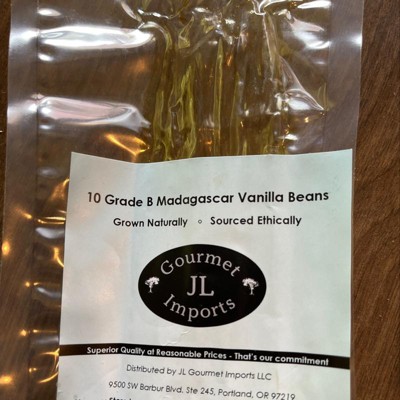 10 Grade B Madagascar Vanilla Beans
Grown Naturally ○ Sourced Ethically
Gourmet
JL
Imports
Superior Quality at Reasonable Prices - That's our commitment
Distributed by JL Gourmet Imports LLC
9500 SW Barbur Blvd. Ste 245, Portland, OR 97219